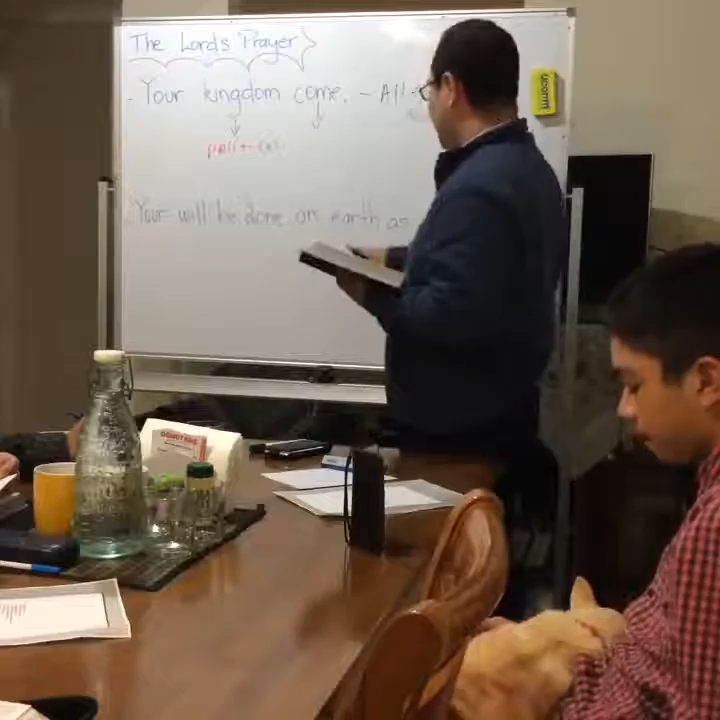 The Lord's Prayer
- Your kingdom come. - All
Your will be done on earth as